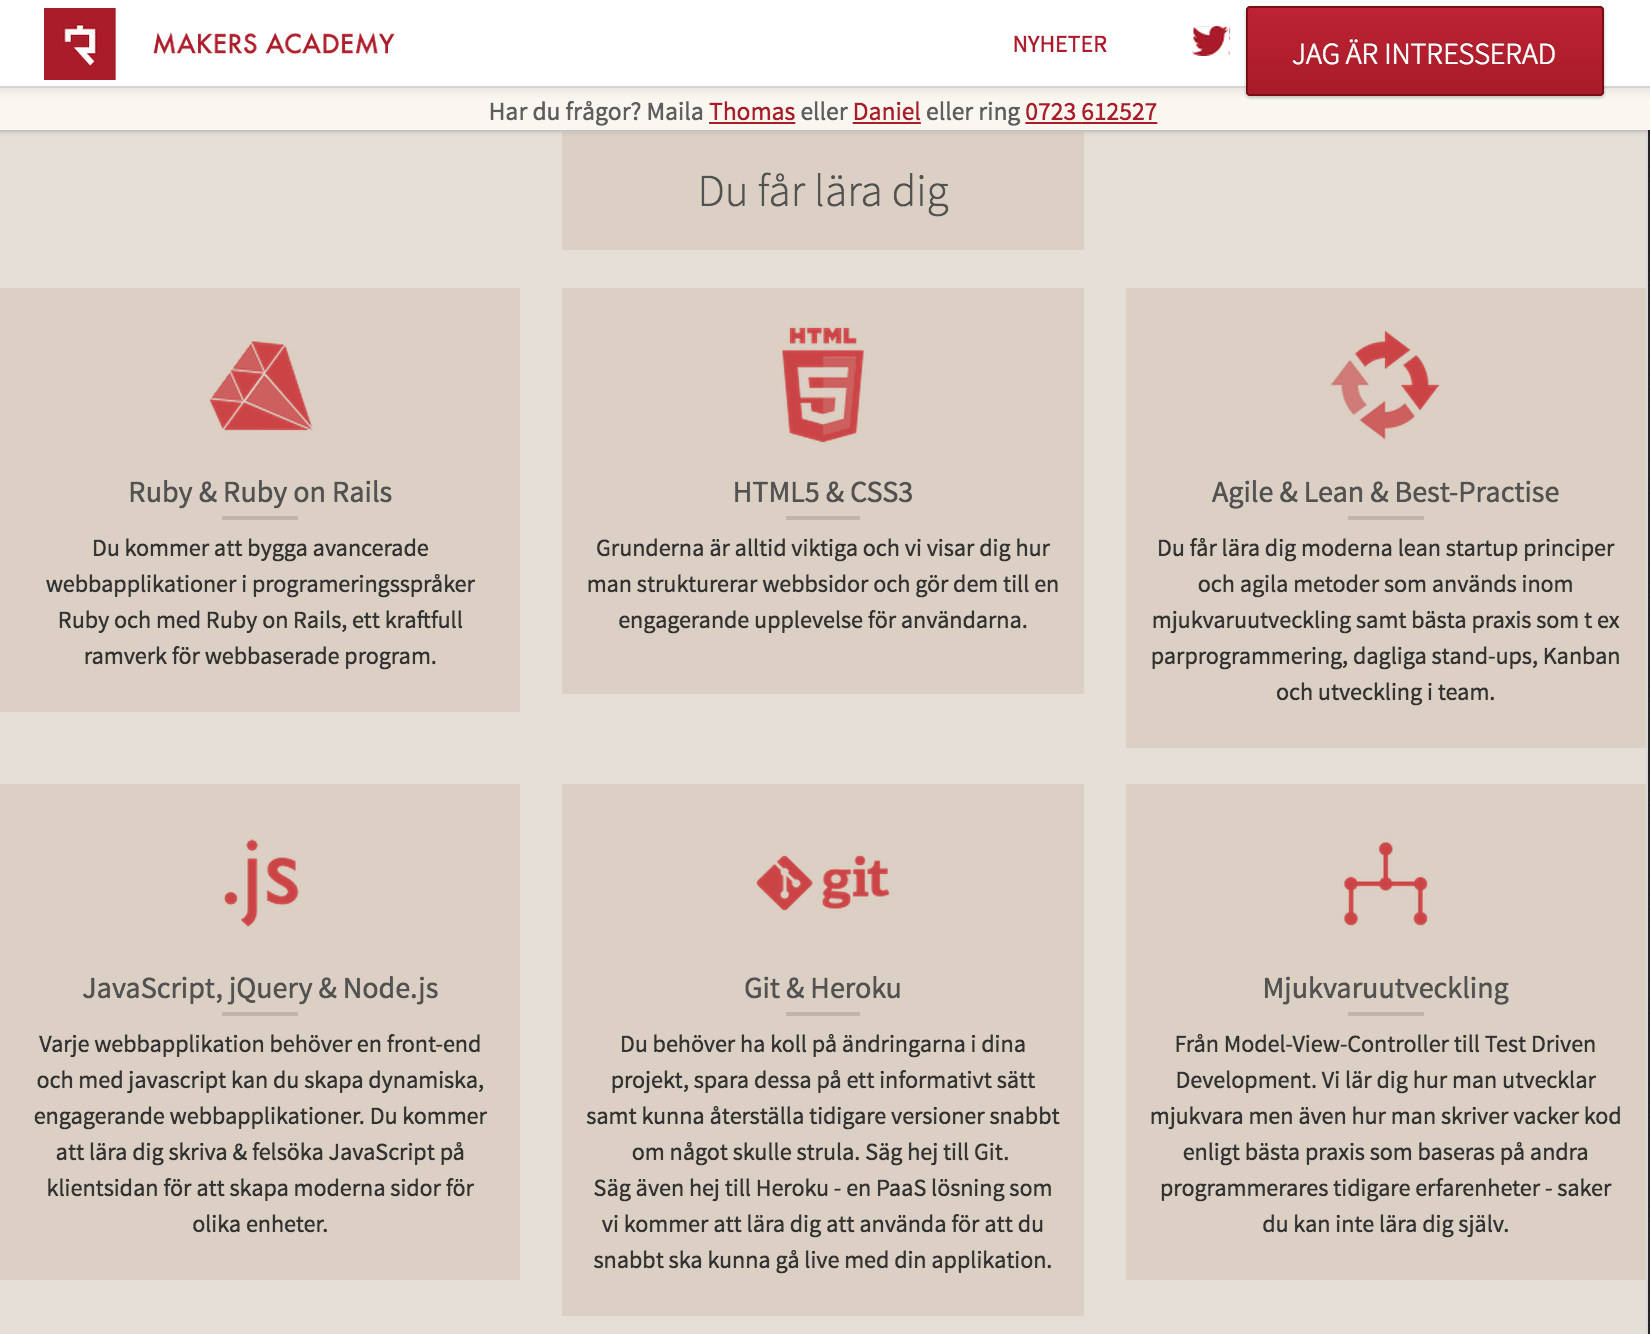 MAKERS ACADEMY
NYHETER
JAG ÄR INTRESSERAD
Har du frågor? Maila Thomas eller Daniel eller ring 0723 612527
Du får lära dig
Ruby & Ruby on Rails
Du kommer att bygga avancerade
webbapplikationer i programeringsspråker
Ruby och med Ruby on Rails, ett kraftfull
ramverk för webbaserade program.
HTML
5
HTML5 & CSS3
Grunderna är alltid viktiga och vi visar dig hur
man strukturerar webbsidor och gör dem till en
engagerande upplevelse för användarna.
Agile & Lean & Best-Practise
Du får lära dig moderna lean startup principer
och agila metoder som används inom
mjukvaruutveckling samt bästa praxis som t ex
parprogrammering, dagliga stand-ups, Kanban
och utveckling i team.
.js
JavaScript, jQuery & Node.js
Varje webbapplikation behöver en front-end
och med javascript kan du skapa dynamiska,
engagerande webbapplikationer. Du kommer
att lära dig skriva & felsöka JavaScript på
klientsidan för att skapa moderna sidor för
olika enheter.
git
Git & Heroku
Du behöver ha koll på ändringarna i dina
projekt, spara dessa på ett informativt sätt
samt kunna återställa tidigare versioner snabbt
om något skulle strula. Säg hej till Git.
Säg även hej till Heroku - en PaaS lösning som
vi kommer att lära dig att använda för att du
snabbt ska kunna gå live med din applikation.
Mjukvaruutveckling
Från Model-View-Controller till Test Driven
Development. Vi lär dig hur man utvecklar
mjukvara men även hur man skriver vacker kod
enligt bästa praxis som baseras på andra
programmerares tidigare erfarenheter - saker
du kan inte lära dig själv.